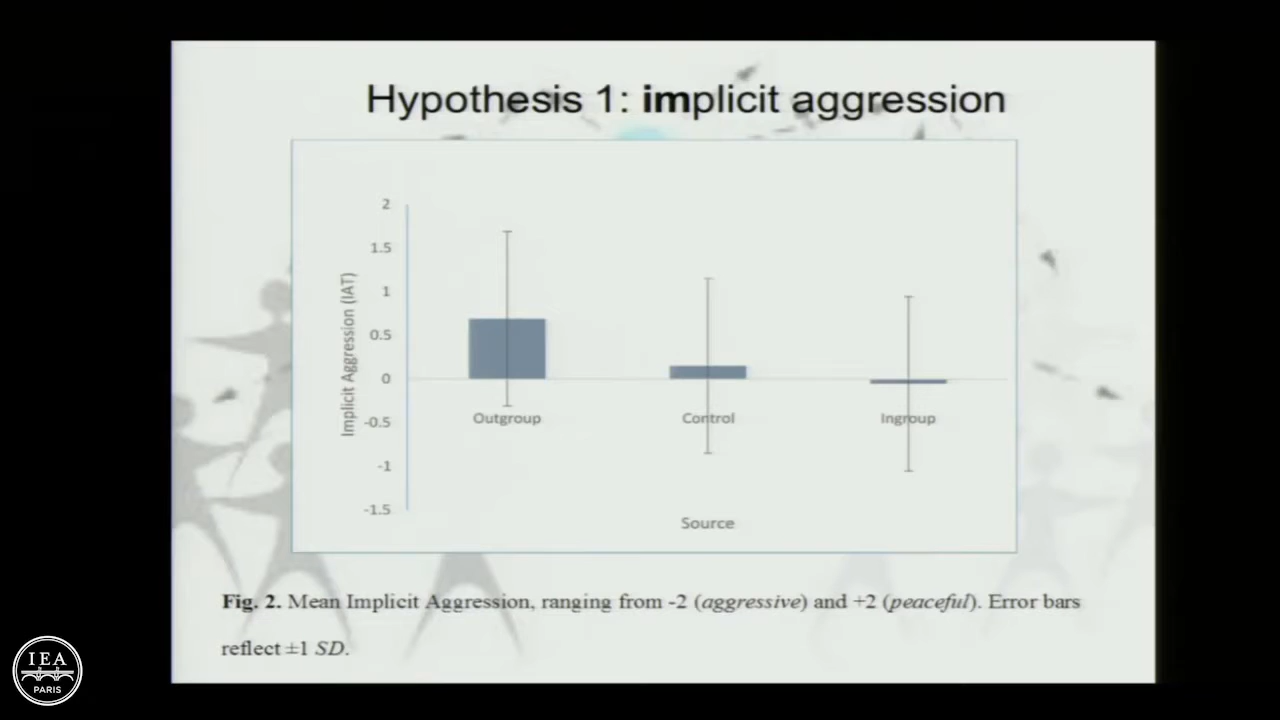 Hypothesis 1: implicit aggression
2
1.5
1
0.5
0
-0.5
-1
-1.5
Implicit Aggression (IAT)
Outgroup Control Ingroup
Source
Fig. 2. Mean Implicit Aggression, ranging from -2 (aggressive) and +2 (peaceful). Error bars
reflect ±1 SD.
IEA
PARIS